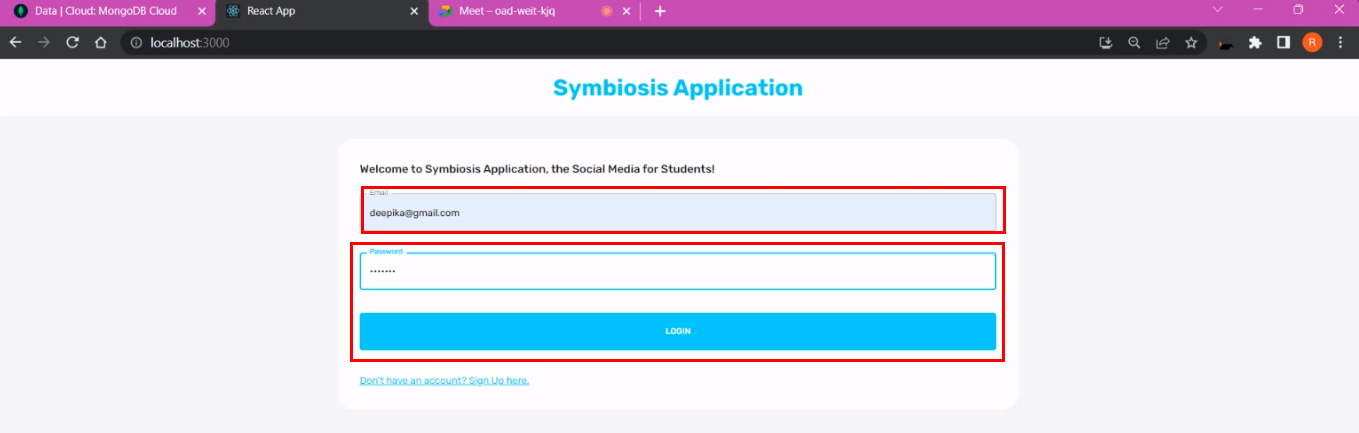 Data | Cloud: MongoDB Cloud
React App
Meet – oad-weit-kjq
localhost:3000
R
Symbiosis Application
Welcome to Symbiosis Application, the Social Media for Students!
Email
deepika@gmail.com
Password
•••••••
LOGIN
Don't have an account? Sign Up here.